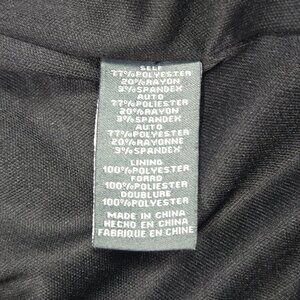 SELF
77%POLYESTER
20%RAYON
3%SPANDEX
AUTO
77%POLIESTER
20%RAYON
3%SPANDEX
AUTO
77%POLYESTER
20%RAYONNE
3%SPANDEX
LINING
100%POLYESTER
FORRO
100%POLIESTER
DOUBLURE
100%POLYESTER
MADE IN CHINA
HECHO EN CHINA
FABRIQUE EN CHINE